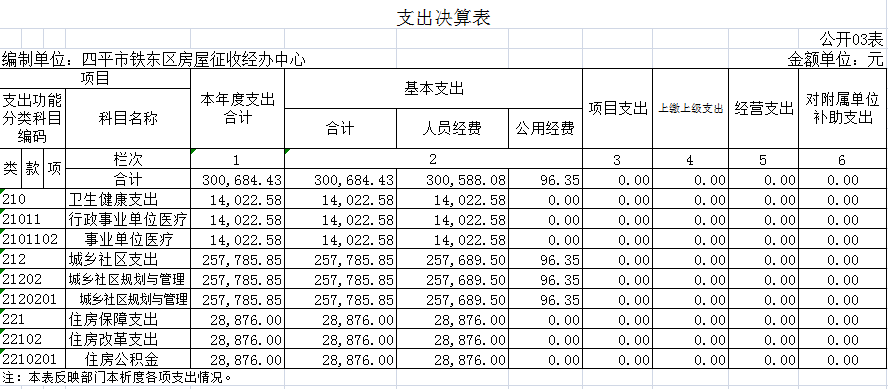 支出决算表
公开03表
编制单位：四平市铁东区房屋征收经办中心 金额单位：元
项目 本年度支出合计 基本支出 项目支出 上缴上级支出 经营支出 对附属单位补助支出
支出功能分类科目编码 科目名称 合计 人员经费 公用经费
类 款 项 栏次 1 2 3 4 5 6
合计 300,684.43 300,684.43 300,588.08 96.35 0.00 0.00 0.00 0.00
210 卫生健康支出 14,022.58 14,022.58 14,022.58 0.00 0.00 0.00 0.00 0.00
21011 行政事业单位医疗 14,022.58 14,022.58 14,022.58 0.00 0.00 0.00 0.00 0.00
2101102 事业单位医疗 14,022.58 14,022.58 14,022.58 0.00 0.00 0.00 0.00 0.00
212 城乡社区支出 257,785.85 257,785.85 257,689.50 96.35 0.00 0.00 0.00 0.00
21202 城乡社区规划与管理 257,785.85 257,785.85 257,689.50 96.35 0.00 0.00 0.00 0.00
2120201 城乡社区规划与管理 257,785.85 257,785.85 257,689.50 96.35 0.00 0.00 0.00 0.00
221 住房保障支出 28,876.00 28,876.00 28,876.00 0.00 0.00 0.00 0.00 0.00
22102 住房改革支出 28,876.00 28,876.00 28,876.00 0.00 0.00 0.00 0.00 0.00
2210201 住房公积金 28,876.00 28,876.00 28,876.00 0.00 0.00 0.00 0.00 0.00
注：本表反映部门本析度各项支出情况。